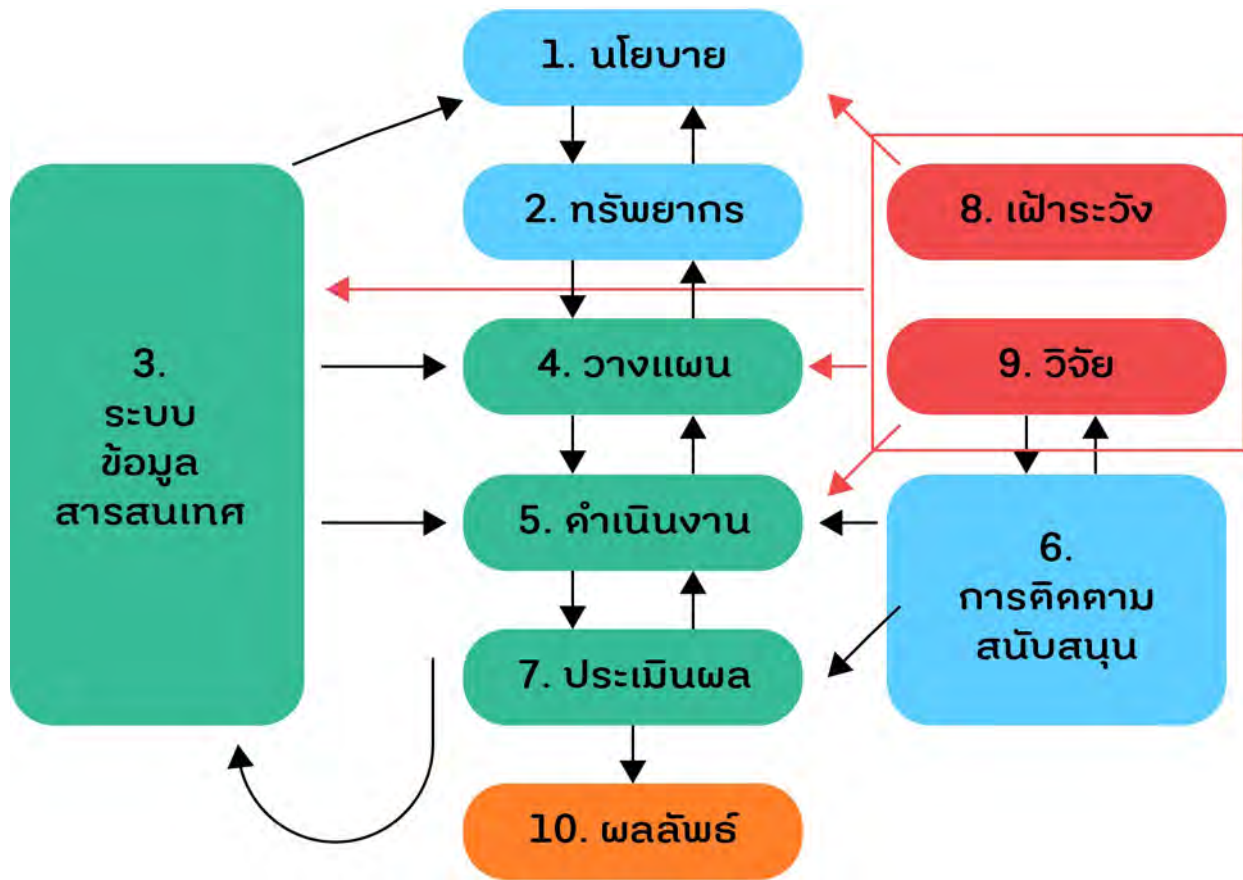 1. นโยบาย
2. ทรัพยากร
3.
ระบบ
ข้อมูล
สารสนเทศ
4. วางแผน
5. ดำเนินงาน
6.
การติดตาม
สนับสนุน
7. ประเมินผล
8. เฝ้าระวัง
9. วิจัย
10. ผลลัพธ์